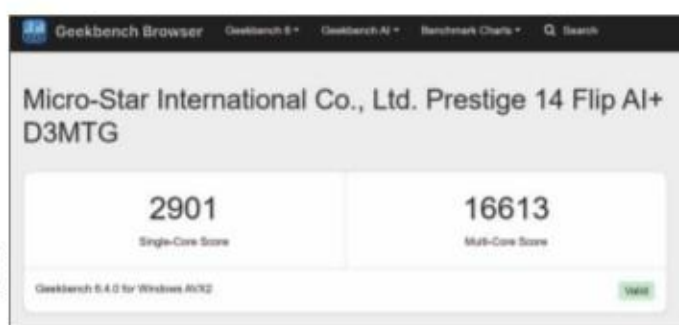 Geekbench Browser Geekbench 6 Geekbench AI Benchmark Charts Search
Micro-Star International Co., Ltd. Prestige 14 Flip AI+
D3MTG
2901 16613
Single-Core Score Multi-Core Score
Geekbench 6.4.0 for Windows AVX2 Valid